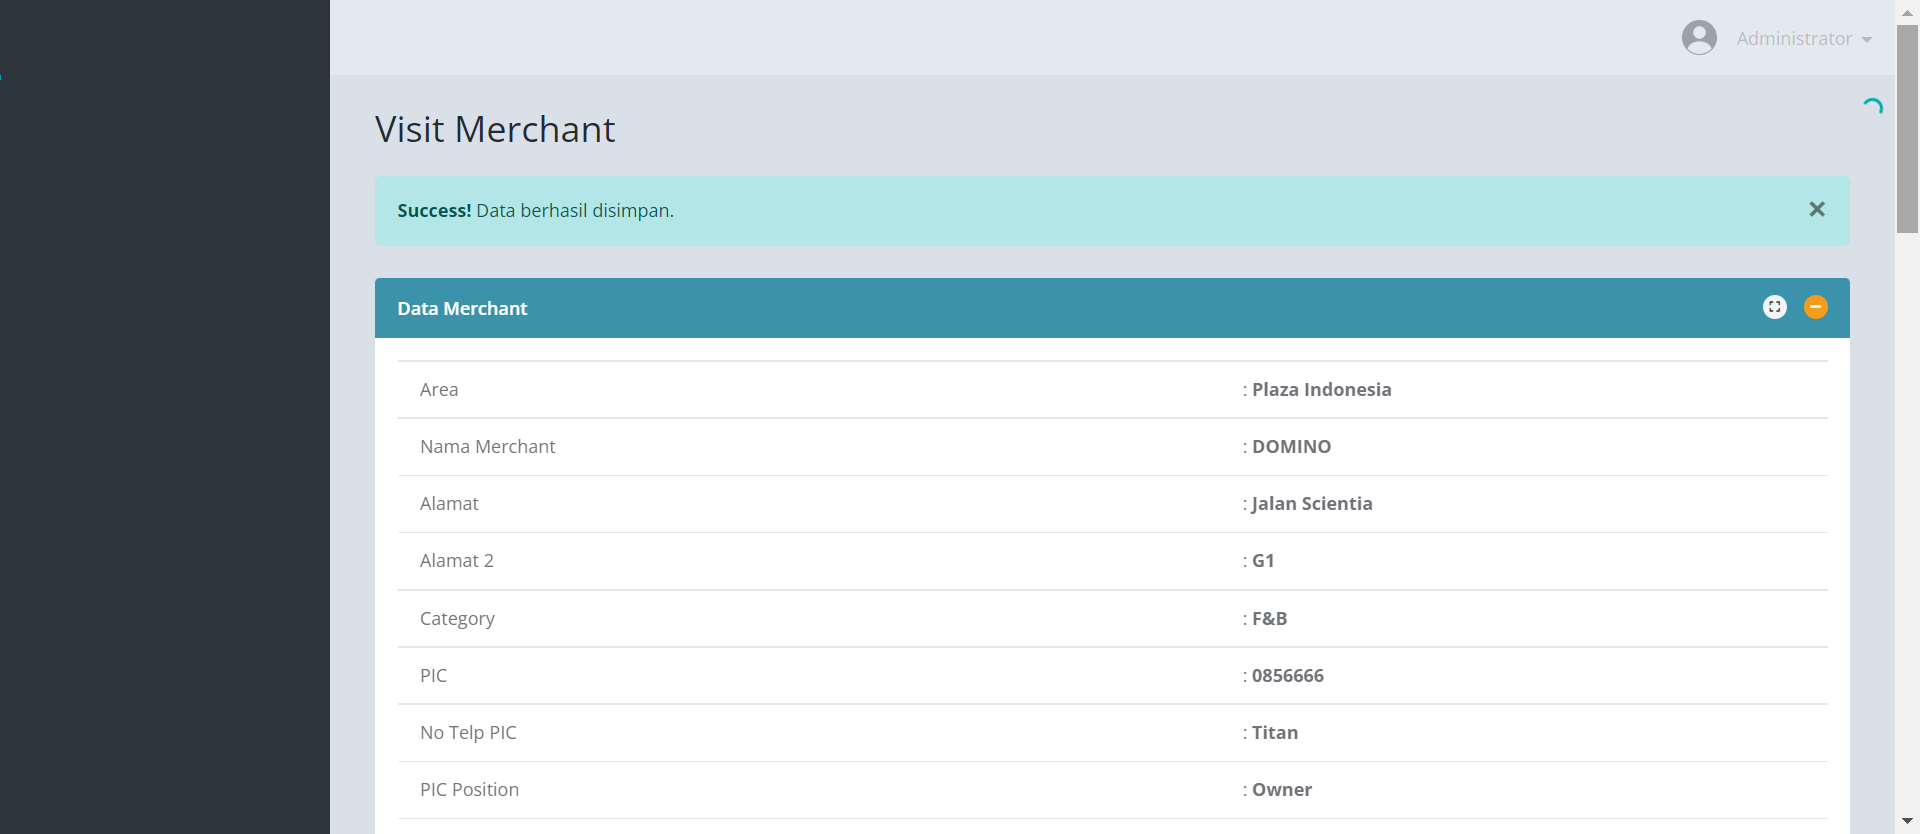 Administrator
Visit Merchant
Success! Data berhasil disimpan.
Data Merchant
Area : Plaza Indonesia
Nama Merchant : DOMINO
Alamat : Jalan Scientia
Alamat 2 : G1
Category : F&B
PIC : 0856666
No Telp PIC : Titan
PIC Position : Owner